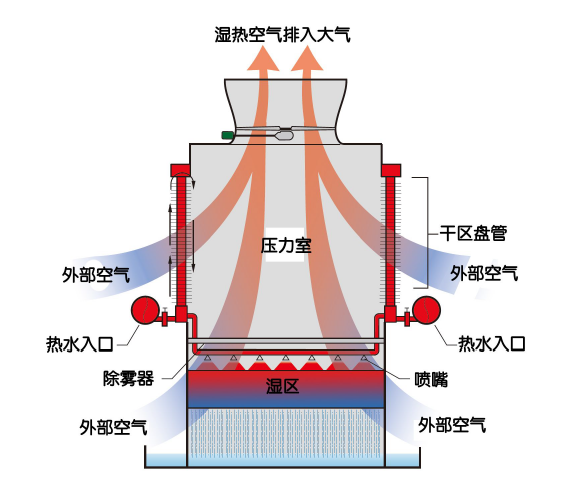 湿热空气排入大气
干区盘管
压力室
外部空气
外部空气
热水入口
热水入口
除雾器
湿区
喷嘴
外部空气
外部空气